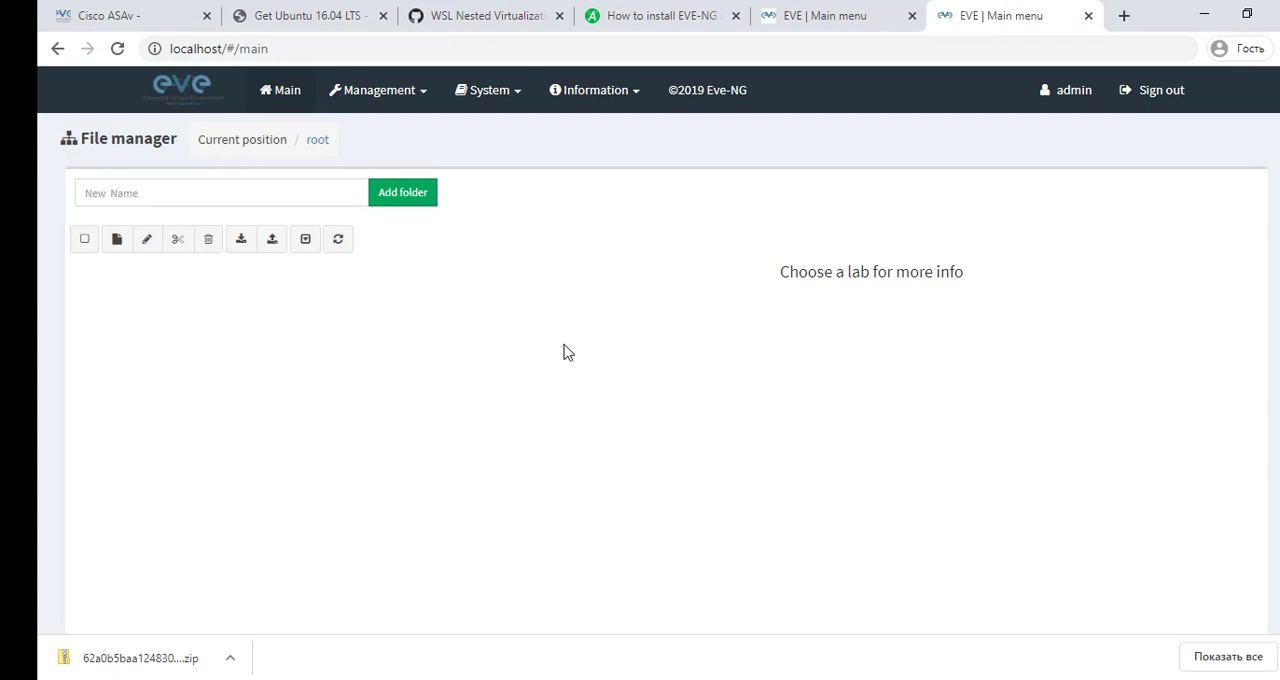 Cisco ASAv -
Get Ubuntu 16.04 LTS -
WSL Nested Virtualizati
How to install EVE-NG
EVE | Main menu
EVE | Main menu
localhost/#/main
Гость
eve
Main
Management
System
Information
©2019 Eve-NG
admin
Sign out
File manager
Current position / root
New Name
Add folder
Choose a lab for more info
62a0b5baa124830....zip
Показать все